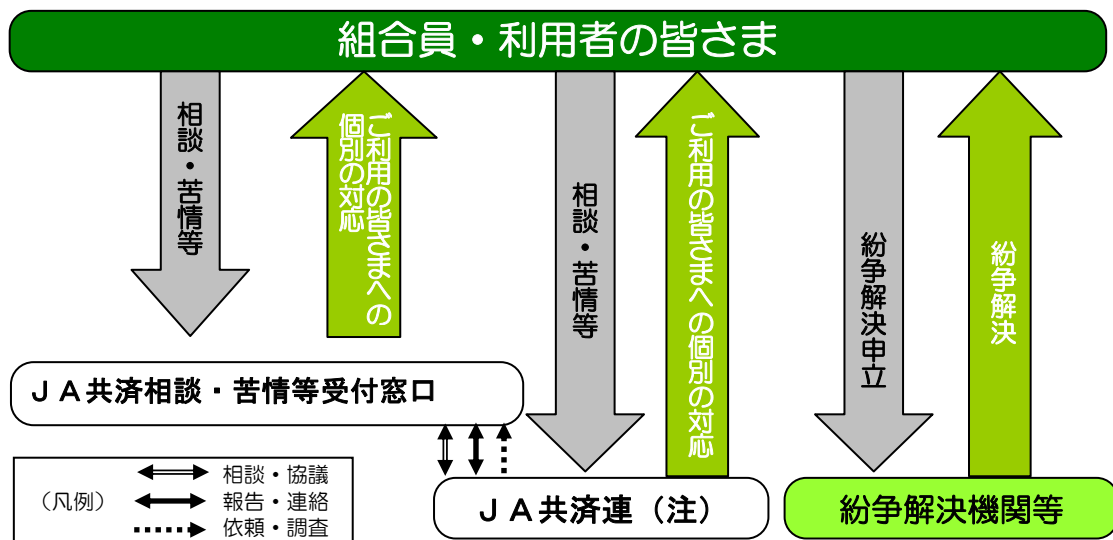 組合員・利用者の皆さま
相談・苦情等
ご利用の皆さまへの
個別の対応
相談・苦情等
ご利用の皆さまへの個別の対応
紛争解決申立
紛争解決
ＪＡ共済相談・苦情等受付窓口
（凡例）
相談・協議
報告・連絡
依頼・調査
ＪＡ共済連（注）
紛争解決機関等